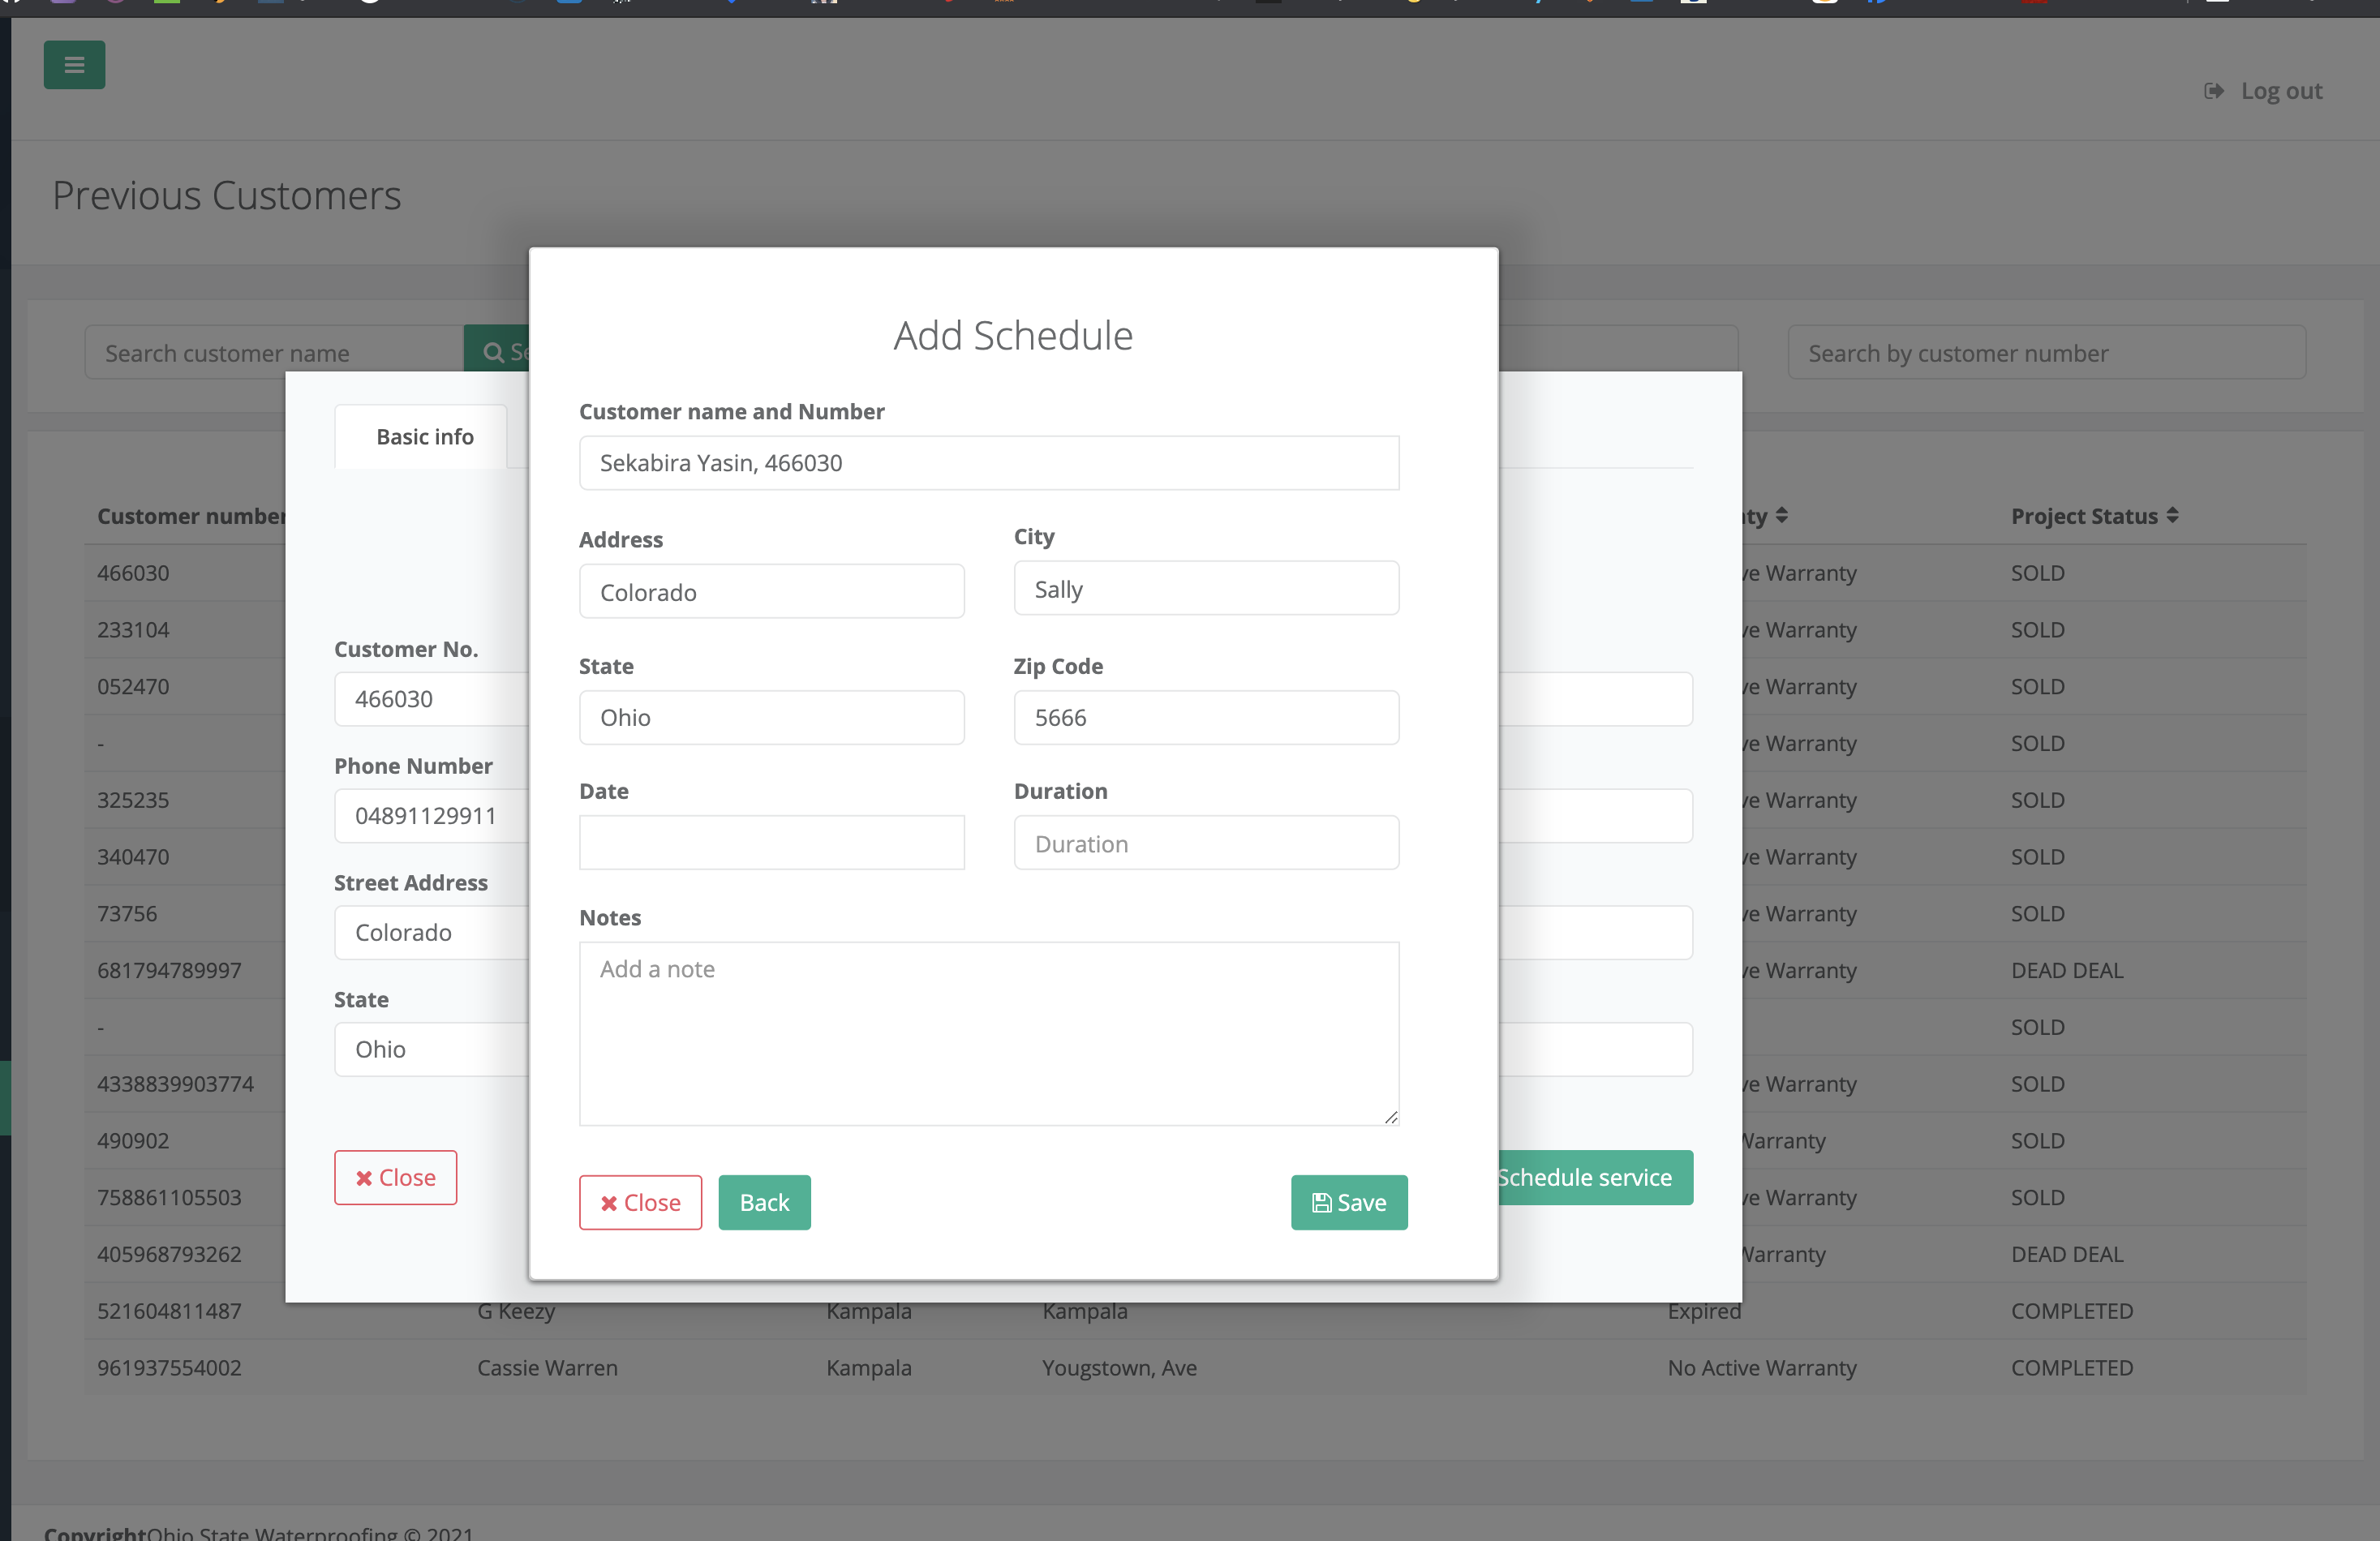 Log out
Previous Customers
Search customer name
Search by customer number
Add Schedule
Customer name and Number
Sekabira Yasin, 466030
Address
City
Colorado
Sally
State
Zip Code
Ohio
5666
Date
Duration
Duration
Notes
Add a note
Close
Back
Save
Basic info
Customer No.
466030
Phone Number
04891129911
Street Address
Colorado
State
Ohio
Close
Schedule service
Customer number
Project Status
466030 Warranty SOLD
233104 Warranty SOLD
052470 Warranty SOLD
- Warranty SOLD
325235 Warranty SOLD
340470 Warranty SOLD
73756 Warranty SOLD
681794789997 Warranty DEAD DEAL
- SOLD
4338839903774 Warranty SOLD
490902 Warranty SOLD
758861105503 Warranty SOLD
405968793262 Warranty DEAD DEAL
521604811487 G Keezy Kampala Kampala Expired COMPLETED
961937554002 Cassie Warren Kampala Yougstown, Ave No Active Warranty COMPLETED
CopyrightOhio State Waterproofing © 2021